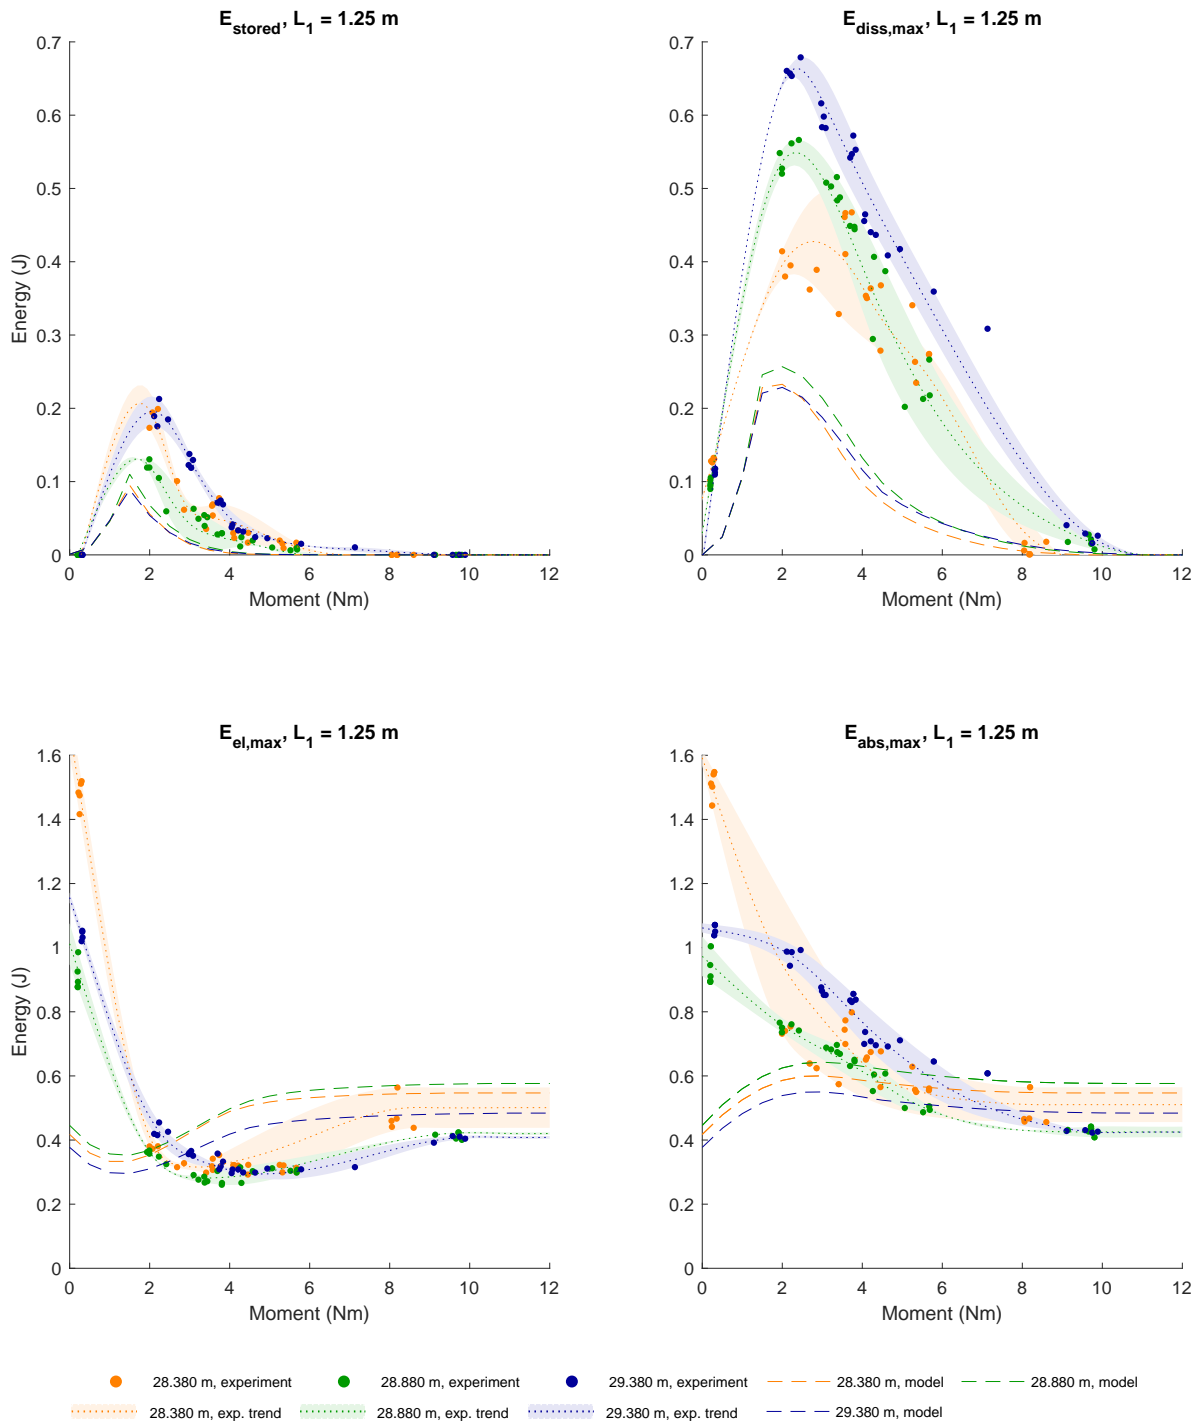 E_stored, L_1 = 1.25 m
0.7
0.6
0.5
0.4
0.3
0.2
0.1
0
Energy (J)
0 2 4 6 8 10 12
Moment (Nm)
E_diss,max, L_1 = 1.25 m
0.7
0.6
0.5
0.4
0.3
0.2
0.1
0
0 2 4 6 8 10 12
Moment (Nm)
E_el,max, L_1 = 1.25 m
1.6
1.4
1.2
1
0.8
0.6
0.4
0.2
0
Energy (J)
0 2 4 6 8 10 12
Moment (Nm)
E_abs,max, L_1 = 1.25 m
1.6
1.4
1.2
1
0.8
0.6
0.4
0.2
0
0 2 4 6 8 10 12
Moment (Nm)
28.380 m, experiment 28.880 m, experiment 29.380 m, experiment 28.380 m, model 28.880 m, model
28.380 m, exp. trend 28.880 m, exp. trend 29.380 m, exp. trend 29.380 m, model